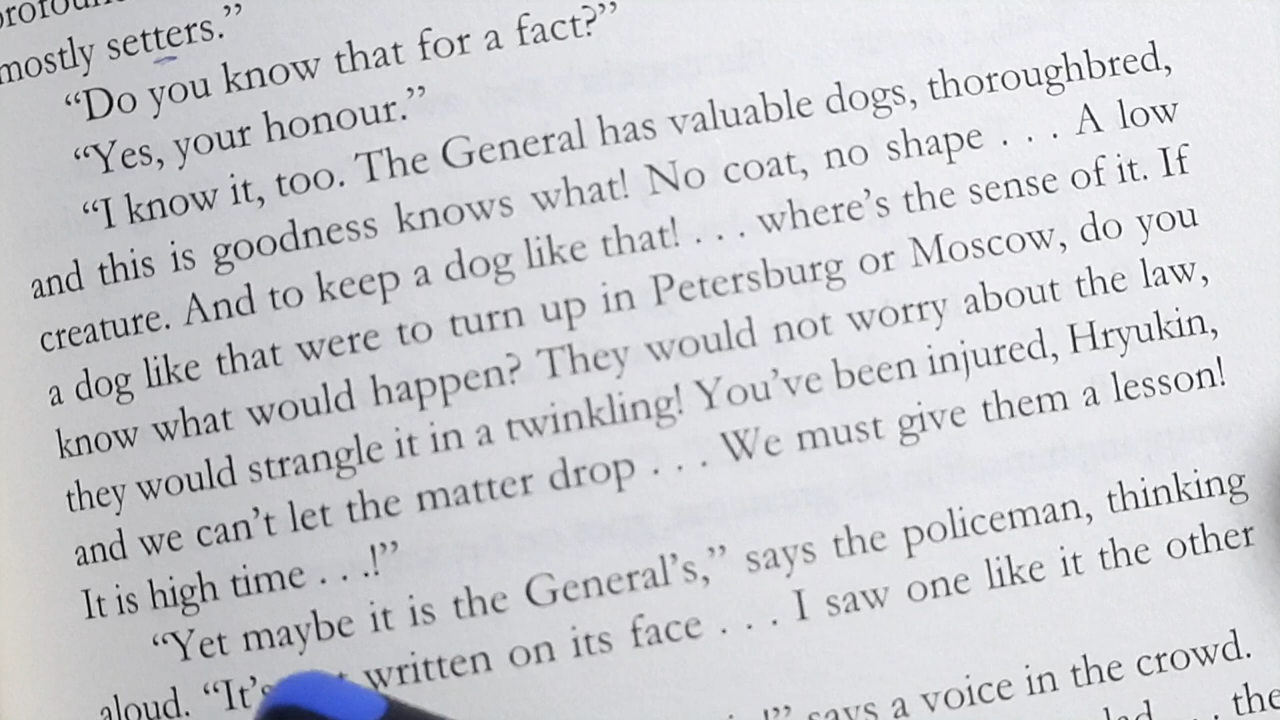 mostly setters.”
“Do you know that for a fact?”
“Yes, your honour.”
“I know it, too. The General has valuable dogs, thoroughbred,
and this is goodness knows what! No coat, no shape . . . A low
creature. And to keep a dog like that! . . . where’s the sense of it. If
a dog like that were to turn up in Petersburg or Moscow, do you
know what would happen? They would not worry about the law,
they would strangle it in a twinkling! You’ve been injured, Hryukin,
and we can’t let the matter drop . . . We must give them a lesson!
It is high time . . .!”
“Yet maybe it is the General’s,” says the policeman, thinking
aloud. “It’s written on its face . . . I saw one like it the other
says a voice in the crowd.
the